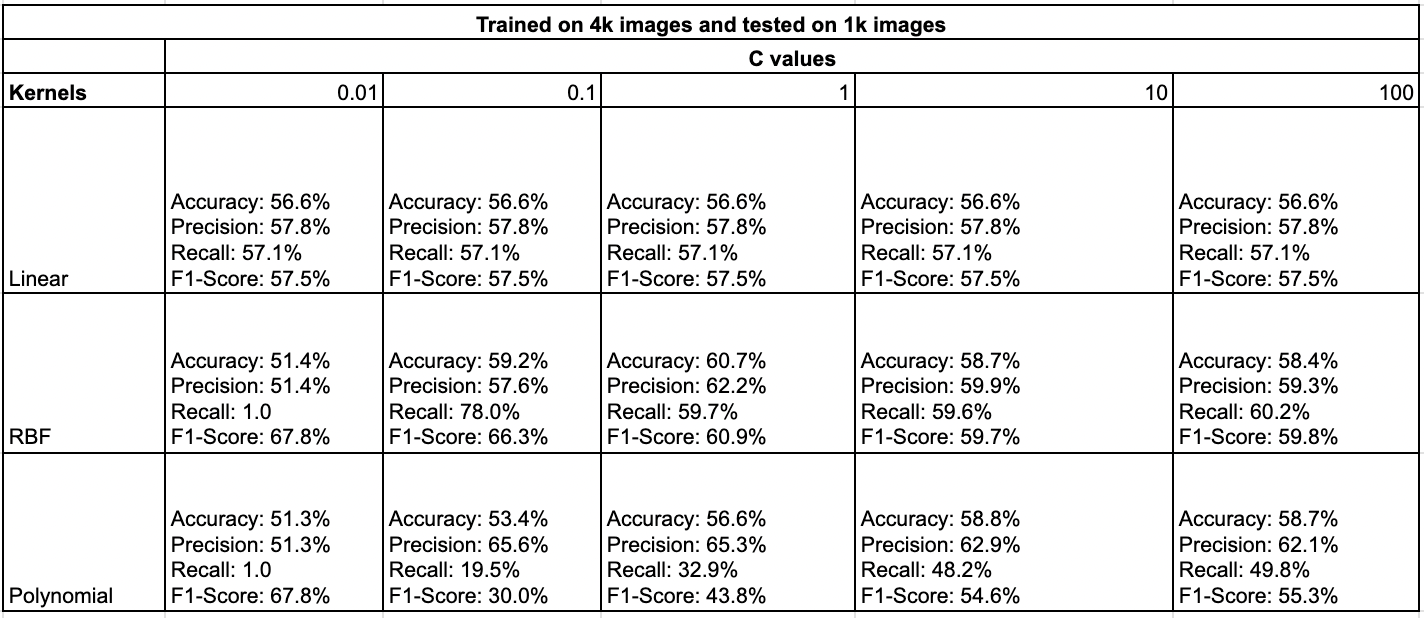 Trained on 4k images and tested on 1k images
C values
Kernels 0.01 0.1 1 10 100
Accuracy: 56.6% Accuracy: 56.6% Accuracy: 56.6% Accuracy: 56.6% Accuracy: 56.6%
Precision: 57.8% Precision: 57.8% Precision: 57.8% Precision: 57.8% Precision: 57.8%
Recall: 57.1% Recall: 57.1% Recall: 57.1% Recall: 57.1% Recall: 57.1%
Linear F1-Score: 57.5% F1-Score: 57.5% F1-Score: 57.5% F1-Score: 57.5% F1-Score: 57.5%
Accuracy: 51.4% Accuracy: 59.2% Accuracy: 60.7% Accuracy: 58.7% Accuracy: 58.4%
Precision: 51.4% Precision: 57.6% Precision: 62.2% Precision: 59.9% Precision: 59.3%
Recall: 1.0 Recall: 78.0% Recall: 59.7% Recall: 59.6% Recall: 60.2%
RBF F1-Score: 67.8% F1-Score: 66.3% F1-Score: 60.9% F1-Score: 59.7% F1-Score: 59.8%
Accuracy: 51.3% Accuracy: 53.4% Accuracy: 56.6% Accuracy: 58.8% Accuracy: 58.7%
Precision: 51.3% Precision: 65.6% Precision: 65.3% Precision: 62.9% Precision: 62.1%
Recall: 1.0 Recall: 19.5% Recall: 32.9% Recall: 48.2% Recall: 49.8%
Polynomial F1-Score: 67.8% F1-Score: 30.0% F1-Score: 43.8% F1-Score: 54.6% F1-Score: 55.3%